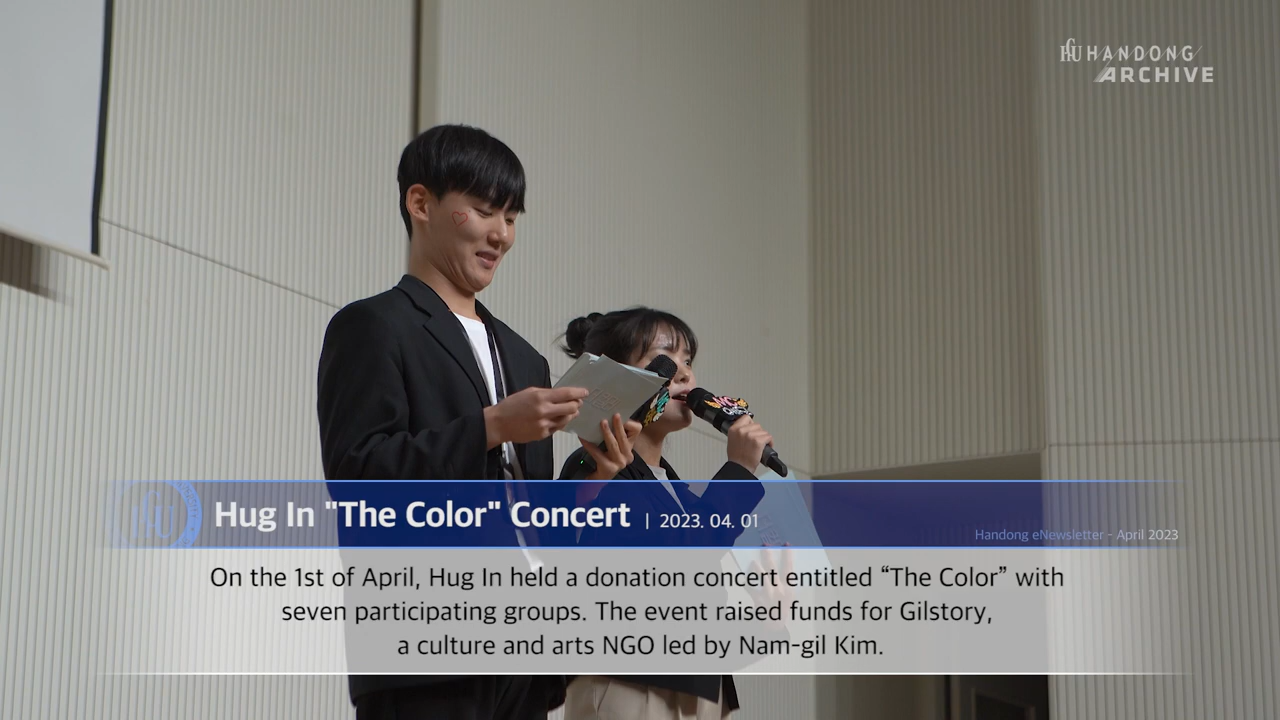 HGU HANDONG
ARCHIVE
Hug In "The Color" Concert | 2023. 04. 01
Handong eNewsletter - April 2023
On the 1st of April, Hug In held a donation concert entitled “The Color” with
seven participating groups. The event raised funds for Gilstory,
a culture and arts NGO led by Nam-gil Kim.